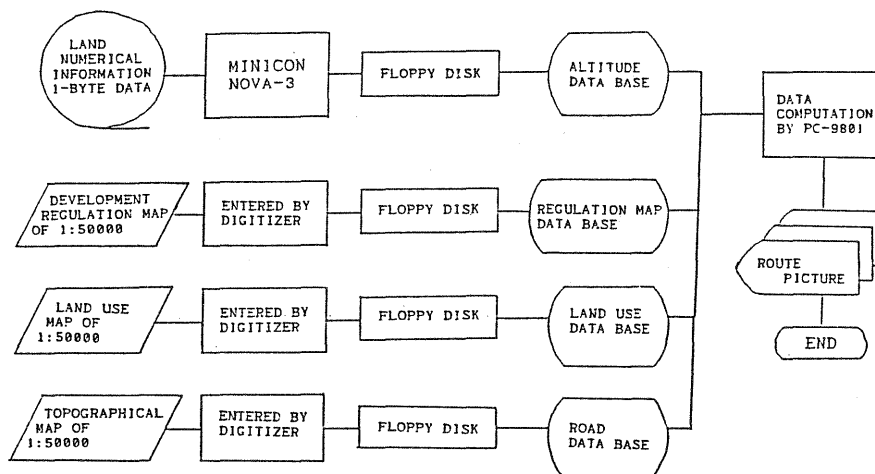 LAND
NUMERICAL
INFORMATION
1-BYTE DATA
MINICON
NOVA-3
FLOPPY DISK
ALTITUDE
DATA BASE
DATA
COMPUTATION
BY PC-9801
DEVELOPMENT
REGULATION MAP
OF 1:50000
ENTERED BY
DIGITIZER
FLOPPY DISK
REGULATION MAP
DATA BASE
ROUTE
PICTURE
LAND USE
MAP OF
1:50000
ENTERED BY
DIGITIZER
FLOPPY DISK
LAND USE
DATA BASE
END
TOPOGRAPHICAL
MAP OF
1:50000
ENTERED BY
DIGITIZER
FLOPPY DISK
ROAD
DATA BASE